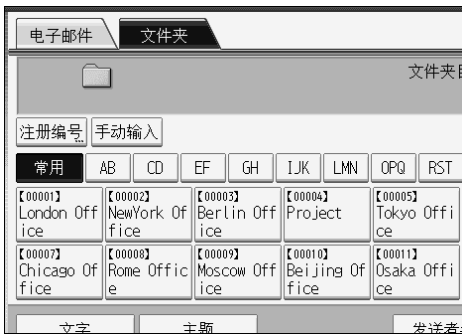 电子邮件 文件夹
文件夹目
注册编号 手动输入
常用 AB CD EF GH IJK LMN OPQ RST
【00001】 【00002】 【00003】 【00004】 【00005】
London Off NewYork Of Berlin Off Project Tokyo Offi
ice ffice ice ce
【00007】 【00008】 【00009】 【00010】 【00011】
Chicago Of Rome Offic Moscow Off Beijing Of Osaka Offi
fice e ice fice ce
文字 主题 发送者